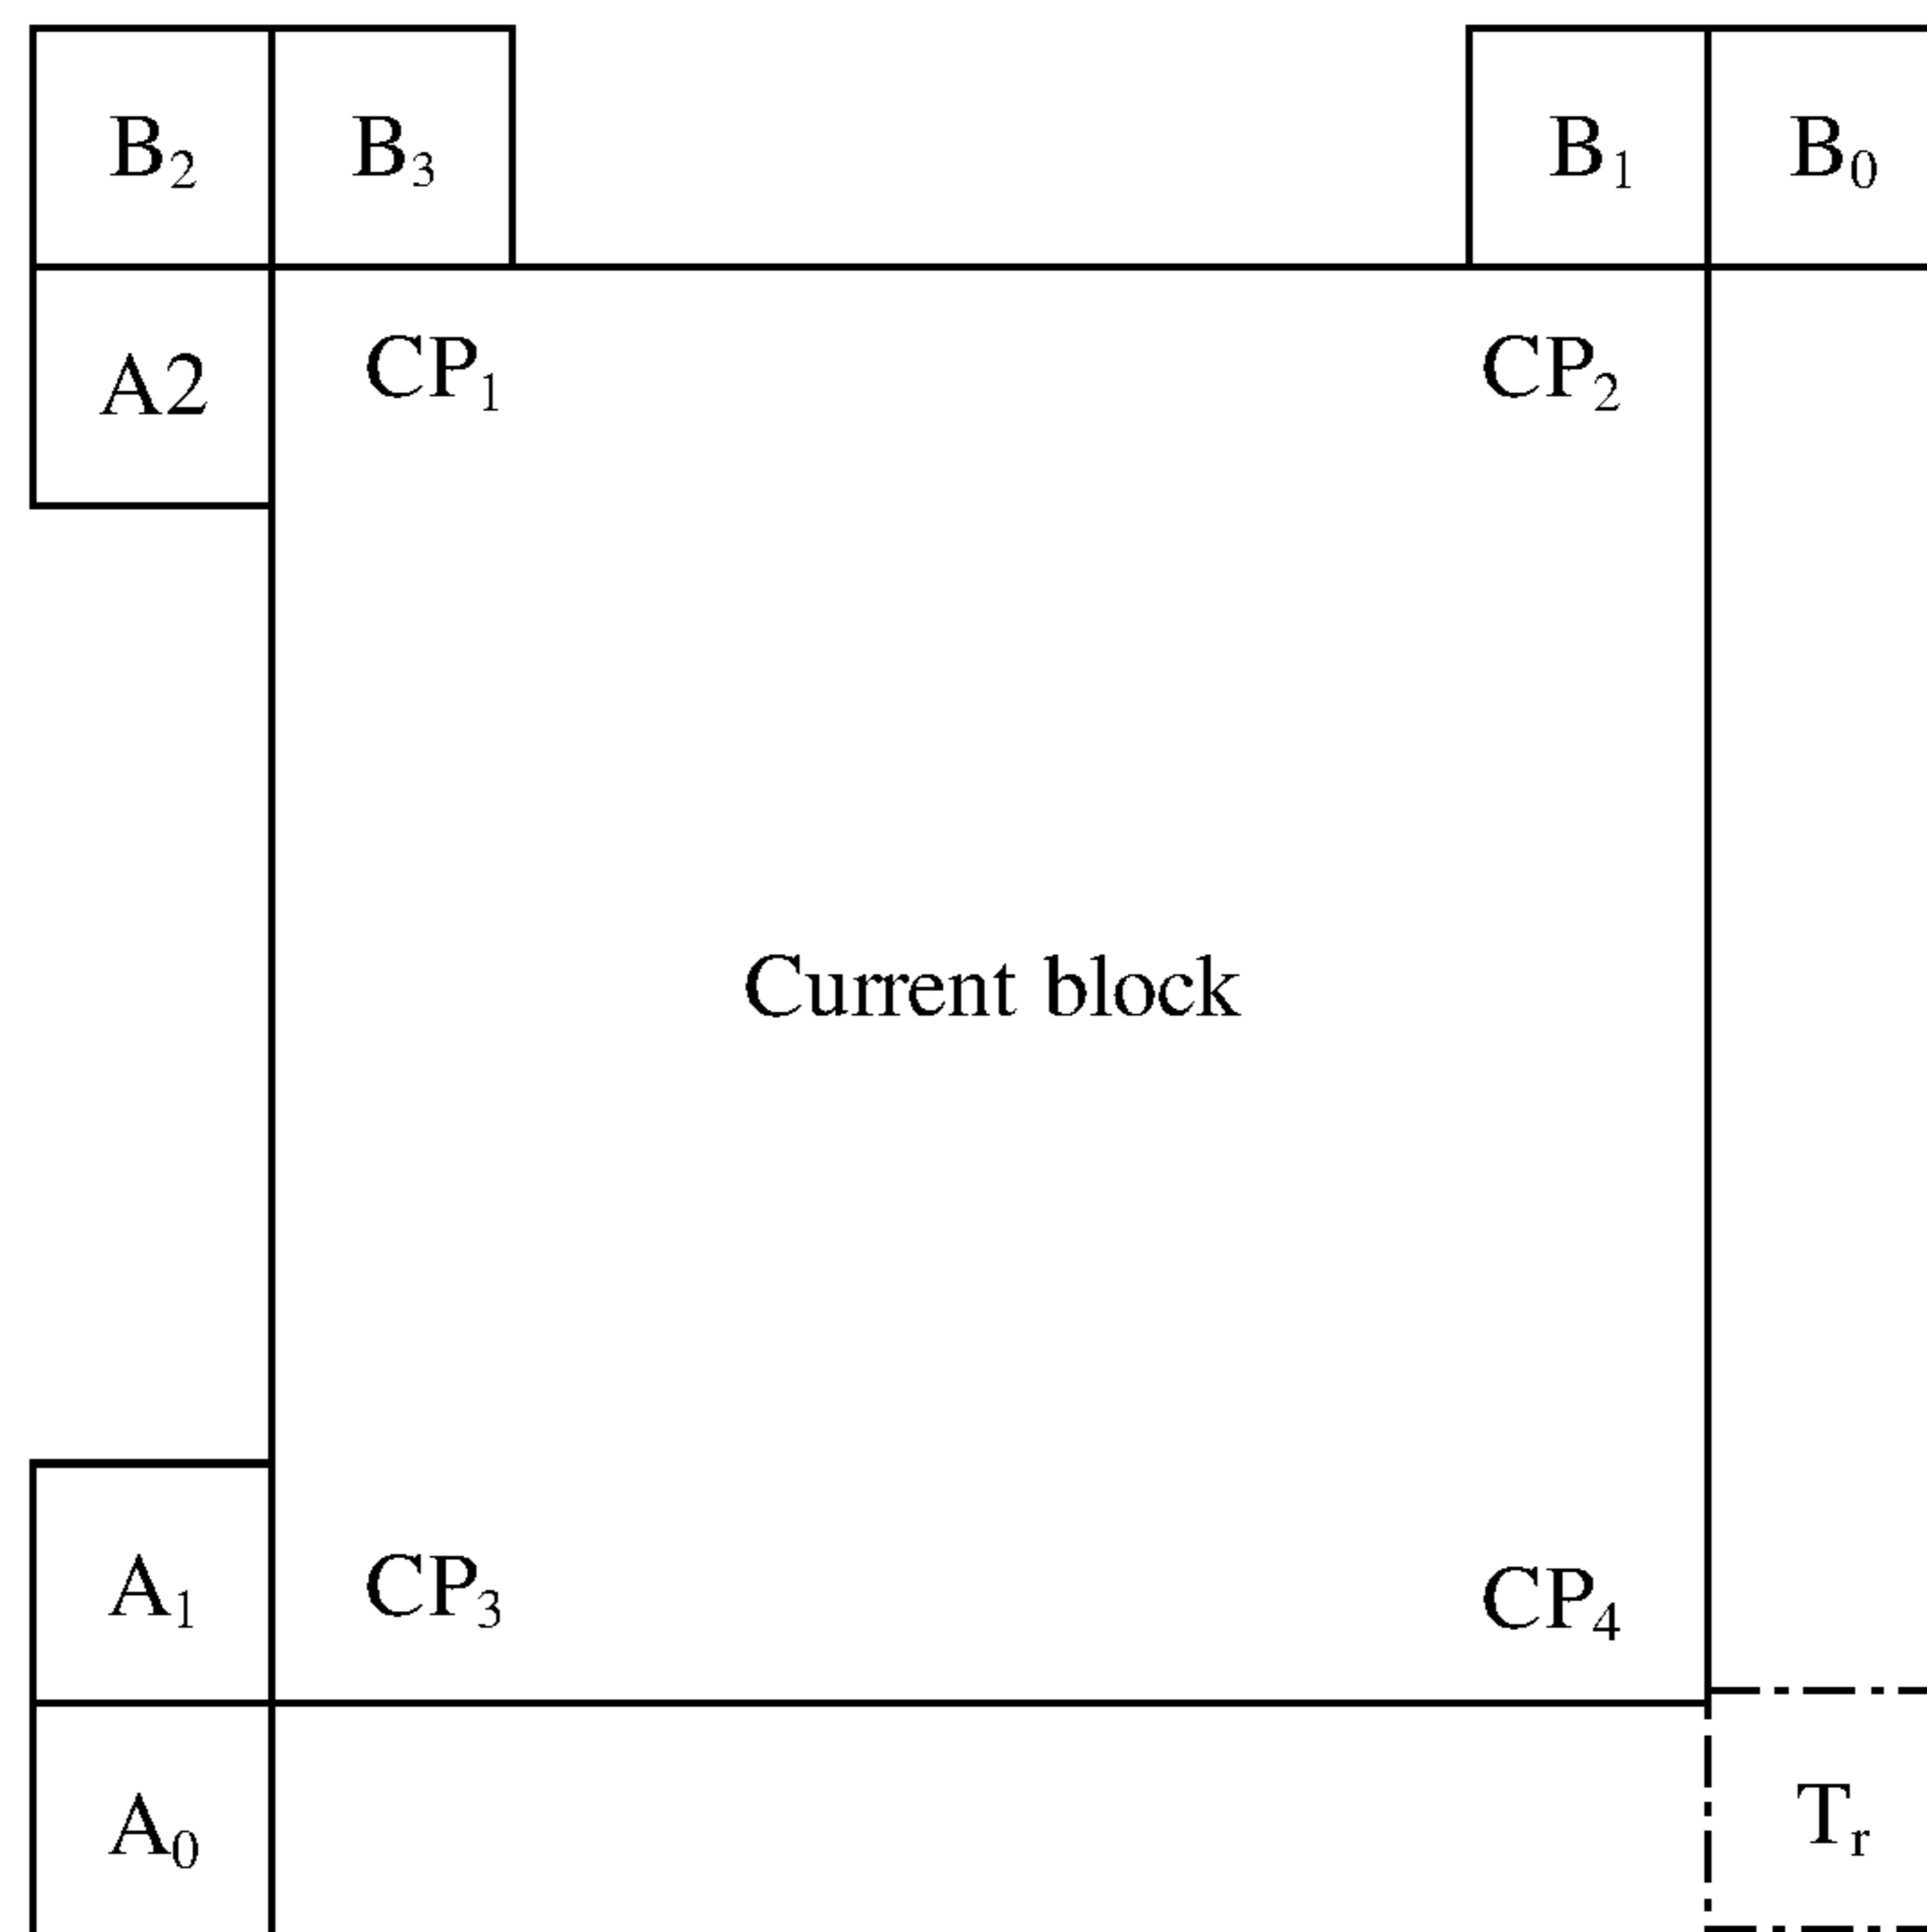 B₂ B₃ B₁ B₀
A2 CP₁ CP₂
Current block
A₁ CP₃ CP₄
A₀ Tᵣ